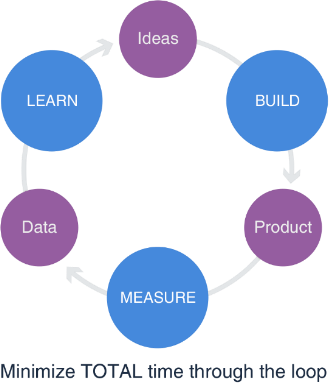 Ideas
BUILD
Product
MEASURE
Data
LEARN
Minimize TOTAL time through the loop